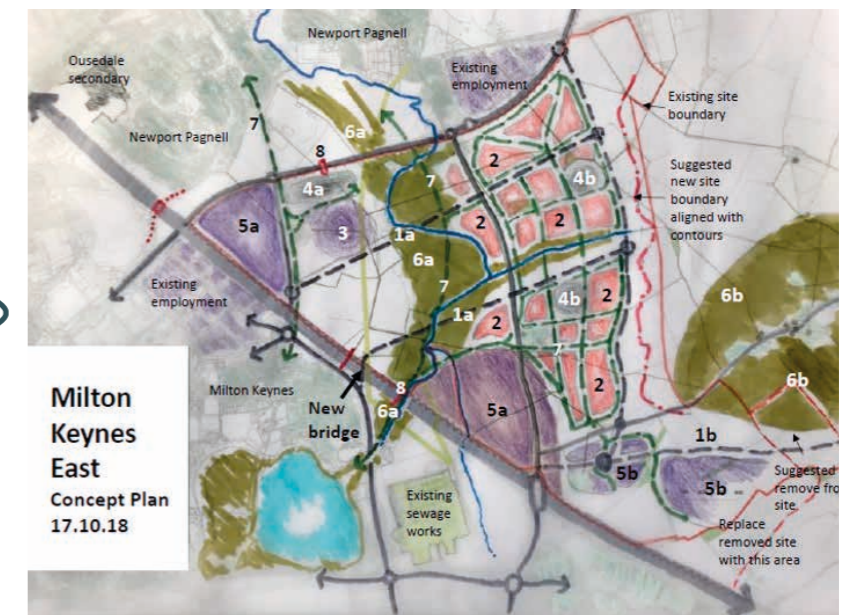 Newport Pagnell
Ousedale
secondary
Existing
employment
Existing site
boundary
7
Newport Pagnell
6a
8
2
Suggested
new site
boundary
aligned with
contours
4a
7
4b
5a
3
1a
2
2
6a
Existing
employment
7
6b
4b
2
1a
2
7
Milton Keynes
8
6a
2
6b
New
bridge
5a
1b
Milton
Keynes
East
Concept Plan
17.10.18
5b
5b
Suggested
remove fro
site.
Existing
sewage
works
Replace
removed site
with this area